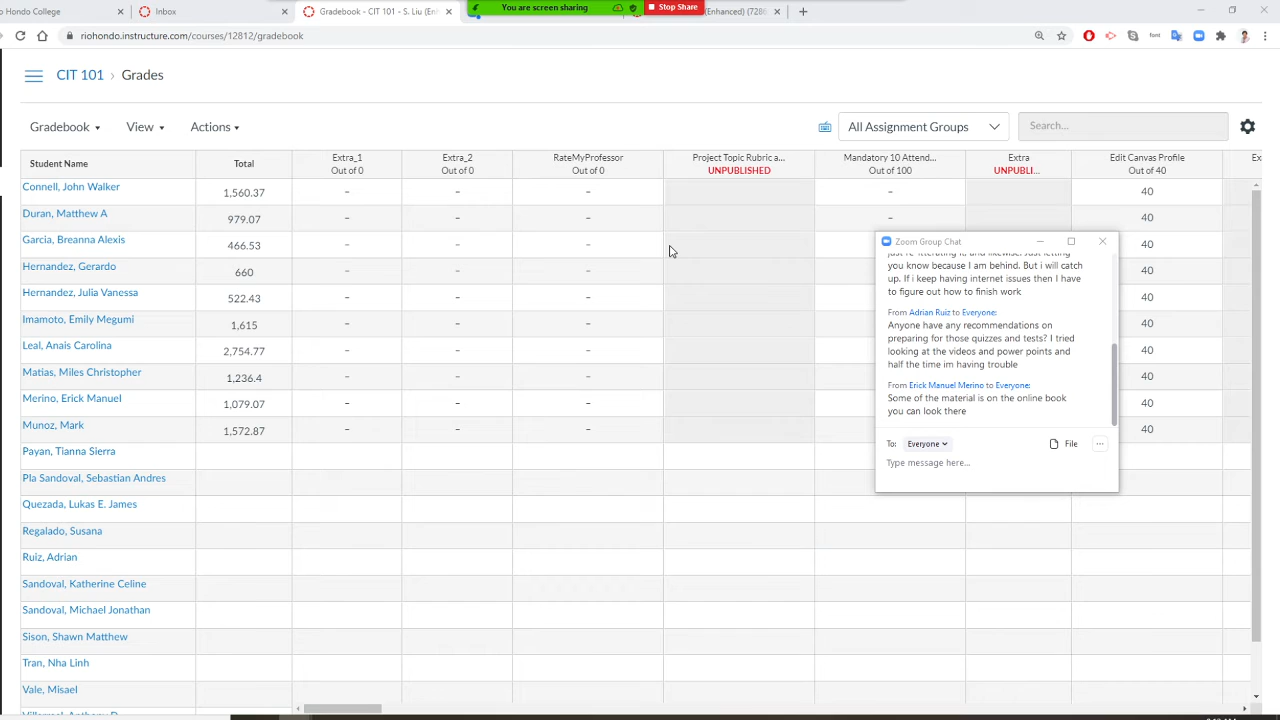 o Hondo College
Inbox
Gradebook - CIT 101 - S. Liu (Enh
You are screen sharing
Stop Share
(Enhanced) (728
riohondo.instructure.com/courses/12812/gradebook
CIT 101 › Grades
Gradebook View Actions
All Assignment Groups
Search...
Student Name Total Extra_1 Out of 0 Extra_2 Out of 0 RateMyProfessor Out of 0 Project Topic Rubric a... UNPUBLISHED Mandatory 10 Attend... Out of 100 Extra UNPUBLI... Edit Canvas Profile Out of 40 Ex
Connell, John Walker 1,560.37 – – – – 40
Duran, Matthew A 979.07 – – – – 40
Garcia, Breanna Alexis 466.53 – – – 40
Hernandez, Gerardo 660 – – – 40
Hernandez, Julia Vanessa 522.43 – – – 40
Imamoto, Emily Megumi 1,615 – – – 40
Leal, Anais Carolina 2,754.77 – – – 40
Matias, Miles Christopher 1,236.4 – – – 40
Merino, Erick Manuel 1,079.07 – – – 40
Munoz, Mark 1,572.87 – – – 40
Payan, Tianna Sierra
Pla Sandoval, Sebastian Andres
Quezada, Lukas E. James
Regalado, Susana
Ruiz, Adrian
Sandoval, Katherine Celine
Sandoval, Michael Jonathan
Sison, Shawn Matthew
Tran, Nha Linh
Vale, Misael
Zoom Group Chat
just re-itterating it. and likewise. Just letting
you know because I am behind. But i will catch
up. If i keep having internet issues then I have
to figure out how to finish work
From Adrian Ruiz to Everyone:
Anyone have any recommendations on
preparing for those quizzes and tests? I tried
looking at the videos and power points and
half the time im having trouble
From Erick Manuel Merino to Everyone:
Some of the material is on the online book
you can look there
To: Everyone File
Type message here...